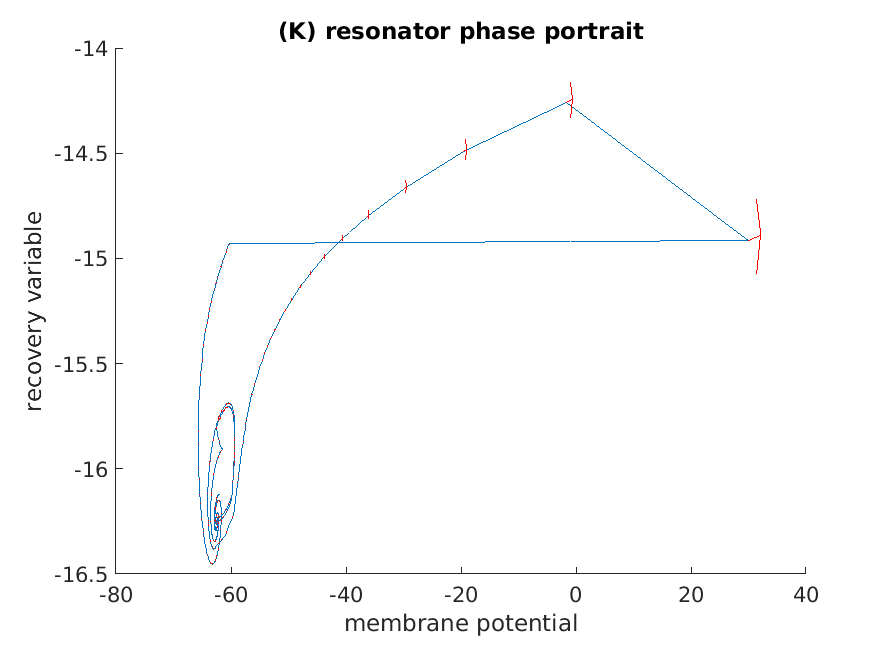 (K) resonator phase portrait
-14
-14.5
-15
-15.5
-16
-16.5
recovery variable
-80 -60 -40 -20 0 20 40
membrane potential